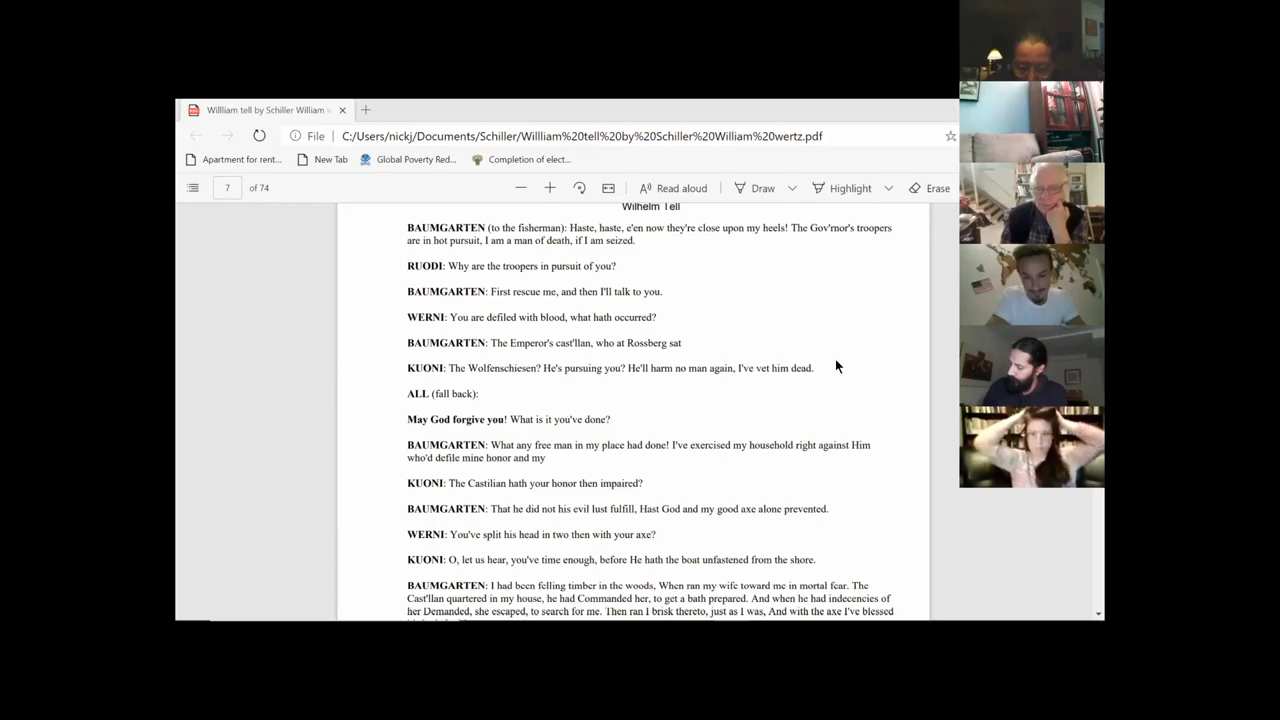 Willliam tell by Schiller William w
File C:/Users/nickj/Documents/Schiller/Willliam%20tell%20by%20Schiller%20William%20wertz.pdf
Apartment for rent... New Tab Global Poverty Red... Completion of elect...
7 of 74 Read aloud Draw Highlight Erase
Wilhelm Tell
BAUMGARTEN (to the fisherman): Haste, haste, e'en now they're close upon my heels! The Gov'rnor's troopers
are in hot pursuit, I am a man of death, if I am seized.
RUODI: Why are the troopers in pursuit of you?
BAUMGARTEN: First rescue me, and then I'll talk to you.
WERNI: You are defiled with blood, what hath occurred?
BAUMGARTEN: The Emperor's cast'llan, who at Rossberg sat
KUONI: The Wolfenschiesen? He's pursuing you? He'll harm no man again, I've vet him dead.
ALL (fall back):
May God forgive you! What is it you've done?
BAUMGARTEN: What any free man in my place had done! I've exercised my household right against Him
who'd defile mine honor and my
KUONI: The Castilian hath your honor then impaired?
BAUMGARTEN: That he did not his evil lust fulfill, Hast God and my good axe alone prevented.
WERNI: You've split his head in two then with your axe?
KUONI: O, let us hear, you've time enough, before He hath the boat unfastened from the shore.
BAUMGARTEN: I had been felling timber in the woods, When ran my wife toward me in mortal fear. The
Cast'llan quartered in my house, he had Commanded her, to get a bath prepared. And when he had indecencies of
her Demanded, she escaped, to search for me. Then ran I brisk thereto, just as I was, And with the axe I've blessed